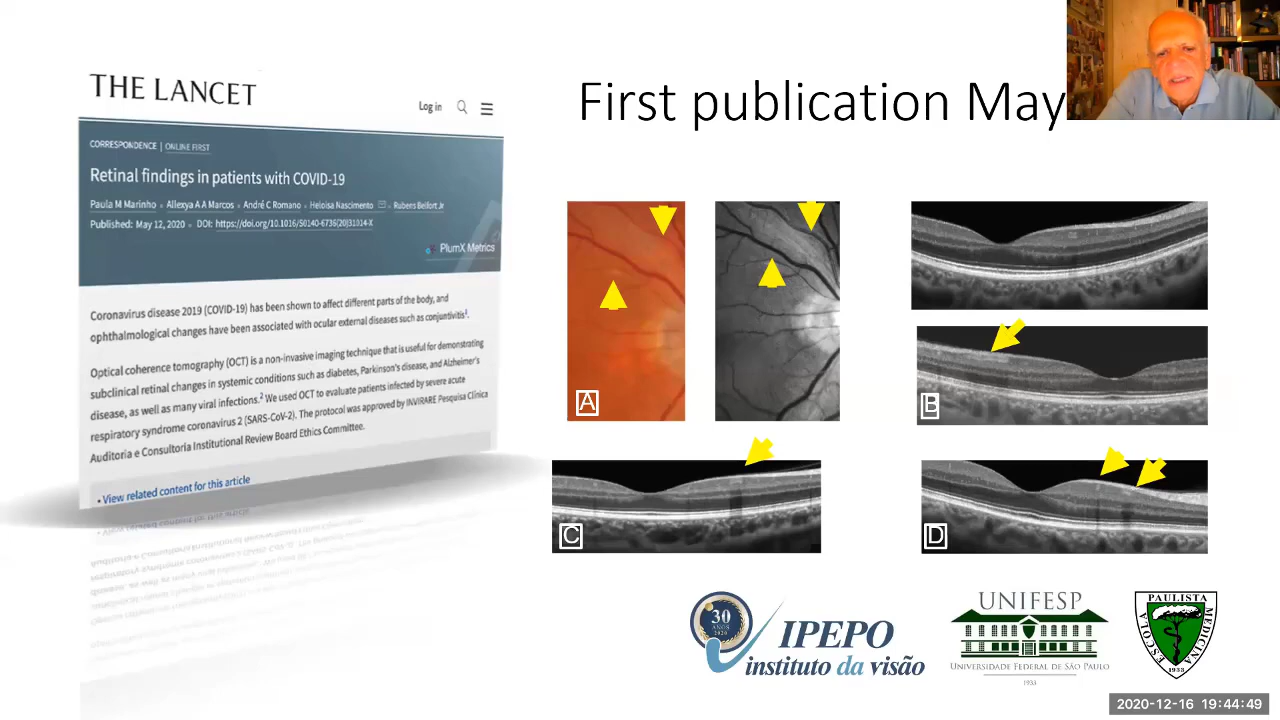 THE LANCET
Log in
CORRESPONDENCE | ONLINE FIRST
Retinal findings in patients with COVID-19
Paula M Marinho • Allexya A A Marcos • André C Romano • Heloisa Nascimento • Rubens Belfort Jr
Published: May 12, 2020 • DOI: https://doi.org/10.1016/S0140-6736(20)31014-X
PlumX Metrics
Coronavirus disease 2019 (COVID-19) has been shown to affect different parts of the body, and
ophthalmological changes have been associated with ocular external diseases such as conjunctivitis¹.
Optical coherence tomography (OCT) is a non-invasive imaging technique that is useful for demonstrating
subclinical retinal changes in systemic conditions such as diabetes, Parkinson's disease, and Alzheimer's
disease, as well as many viral infections.² We used OCT to evaluate patients infected by severe acute
respiratory syndrome coronavirus 2 (SARS-CoV-2). The protocol was approved by INVIRARE Pesquisa Clínica
Auditoria e Consultoria Institutional Review Board Ethics Committee.
• View related content for this article
First publication May
A
B
C
D
30
ANOS
2020
IPEPO
instituto da visão
UNIFESP
UNIVERSIDADE FEDERAL DE SÃO PAULO
1933
ESCOLA PAULISTA MEDICINA
1933
2020-12-16 19:44:49